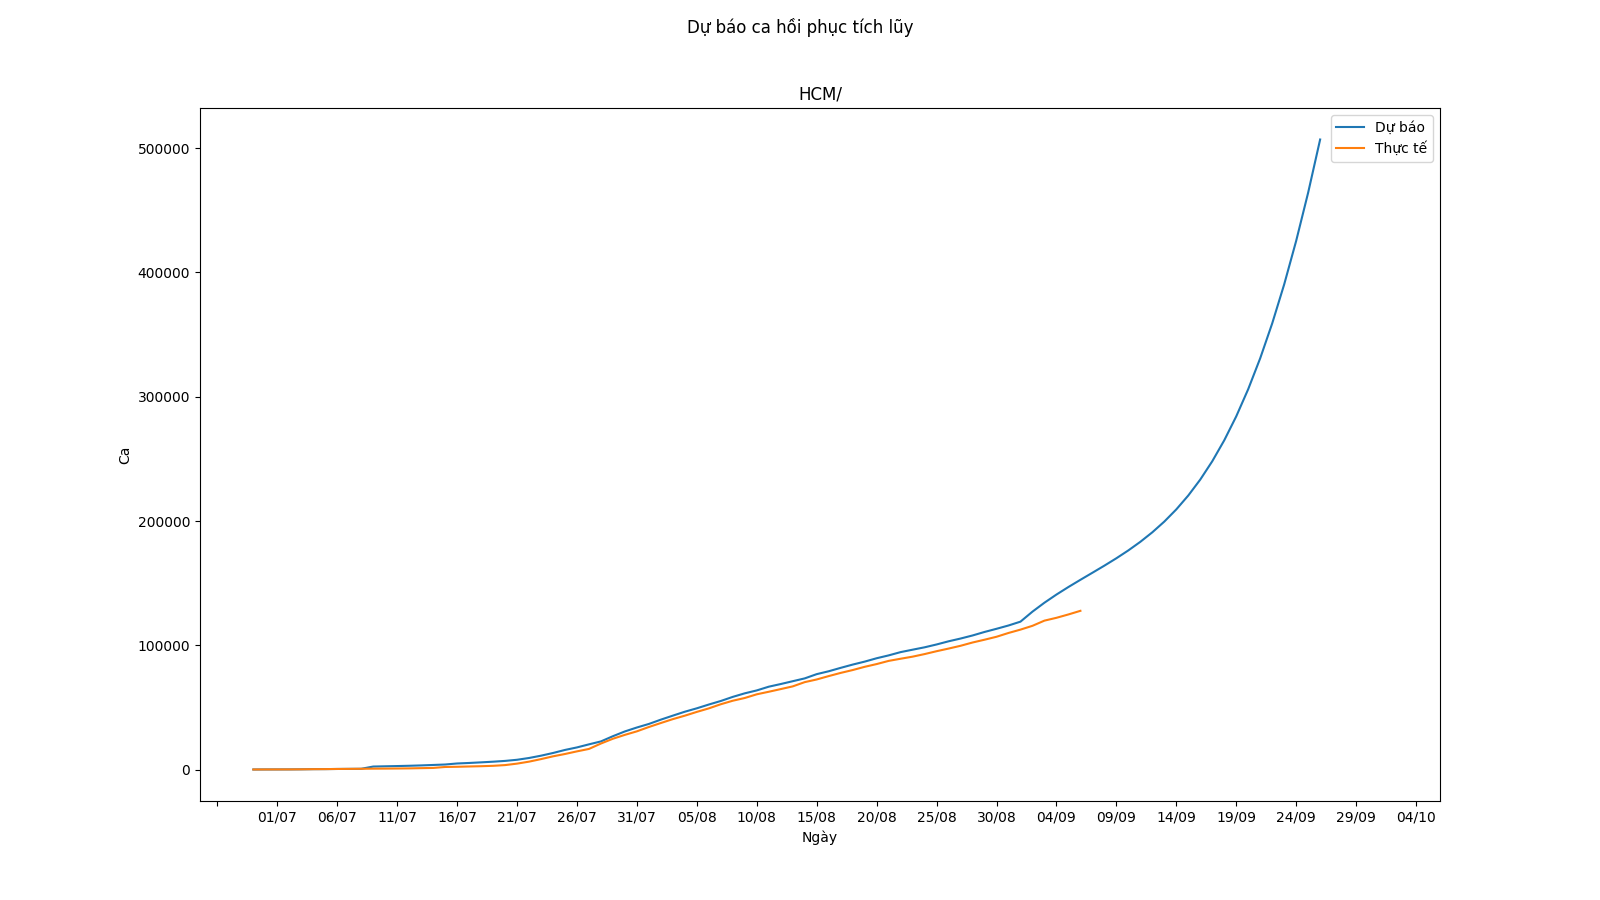 Dự báo ca hồi phục tích lũy
HCM/
Dự báo
Thực tế
500000
400000
300000
200000
100000
0
Ca
01/07 06/07 11/07 16/07 21/07 26/07 31/07 05/08 10/08 15/08 20/08 25/08 30/08 04/09 09/09 14/09 19/09 24/09 29/09 04/10
Ngày